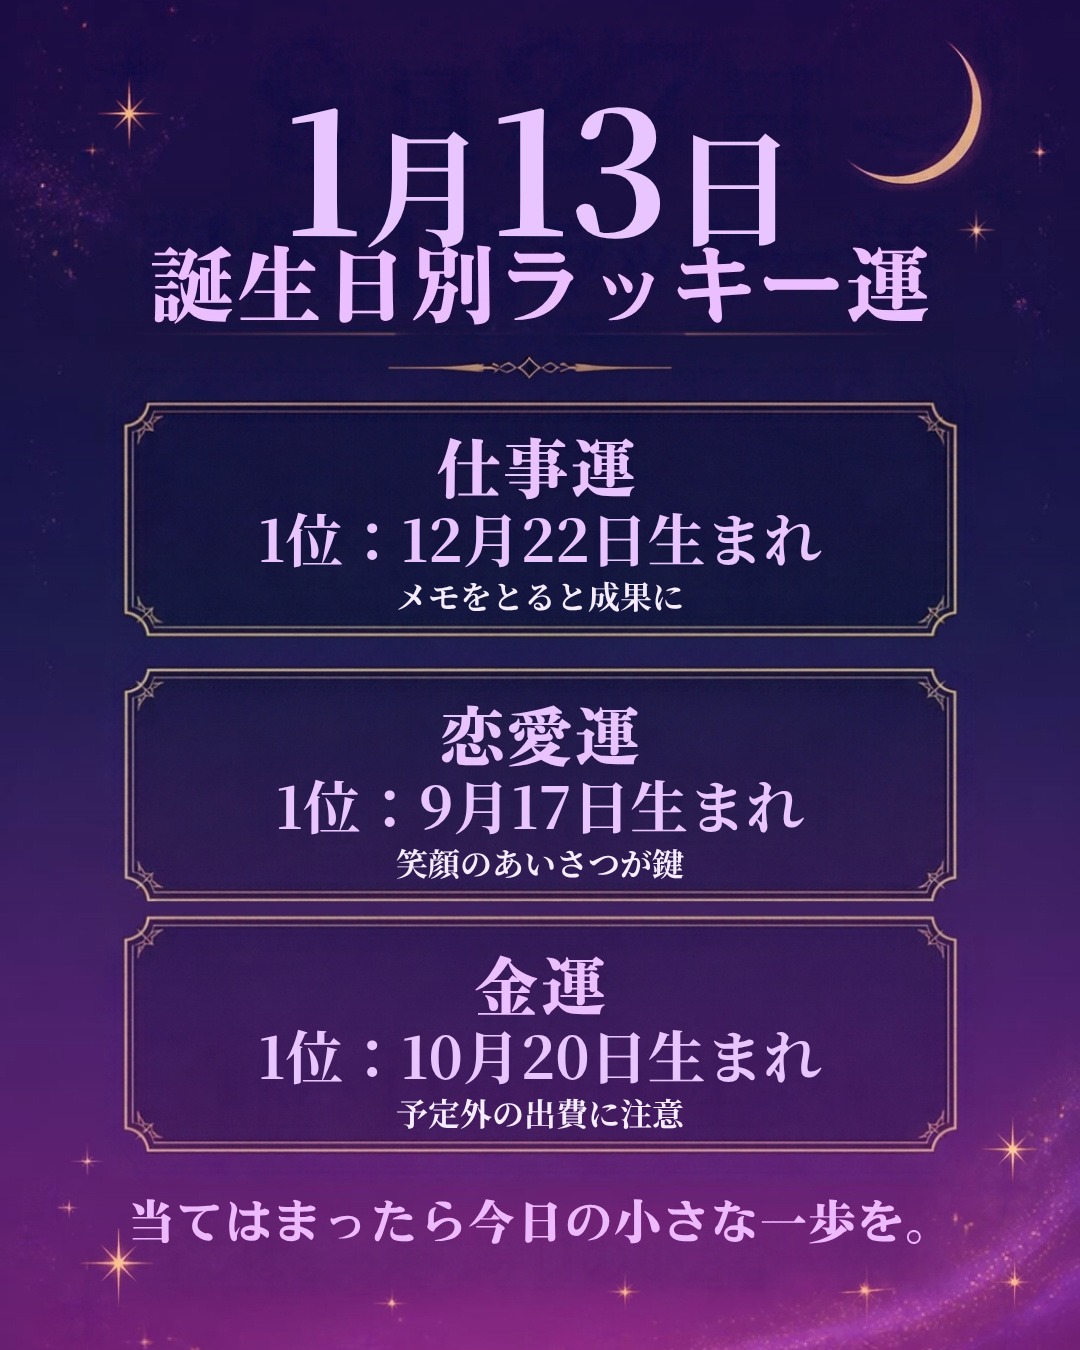 1月13日
誕生日別ラッキー運
仕事運
1位：12月22日生まれ
メモをとると成果に
恋愛運
1位：9月17日生まれ
笑顔のあいさつが鍵
金運
1位：10月20日生まれ
予定外の出費に注意
当てはまったら今日の小さな一歩を。